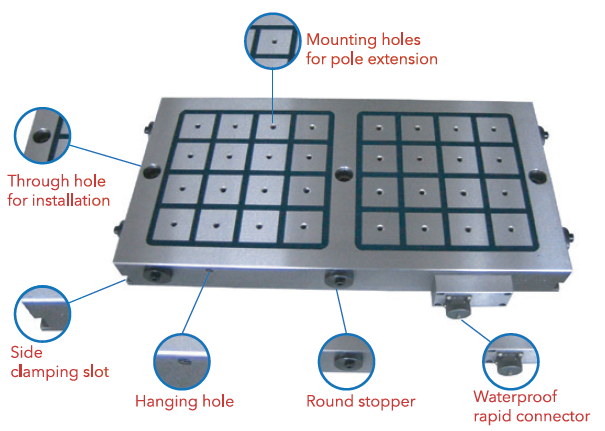 Mounting holes
for pole extension
Through hole
for installation
Side
clamping slot
Hanging hole
Round stopper
Waterproof
rapid connector